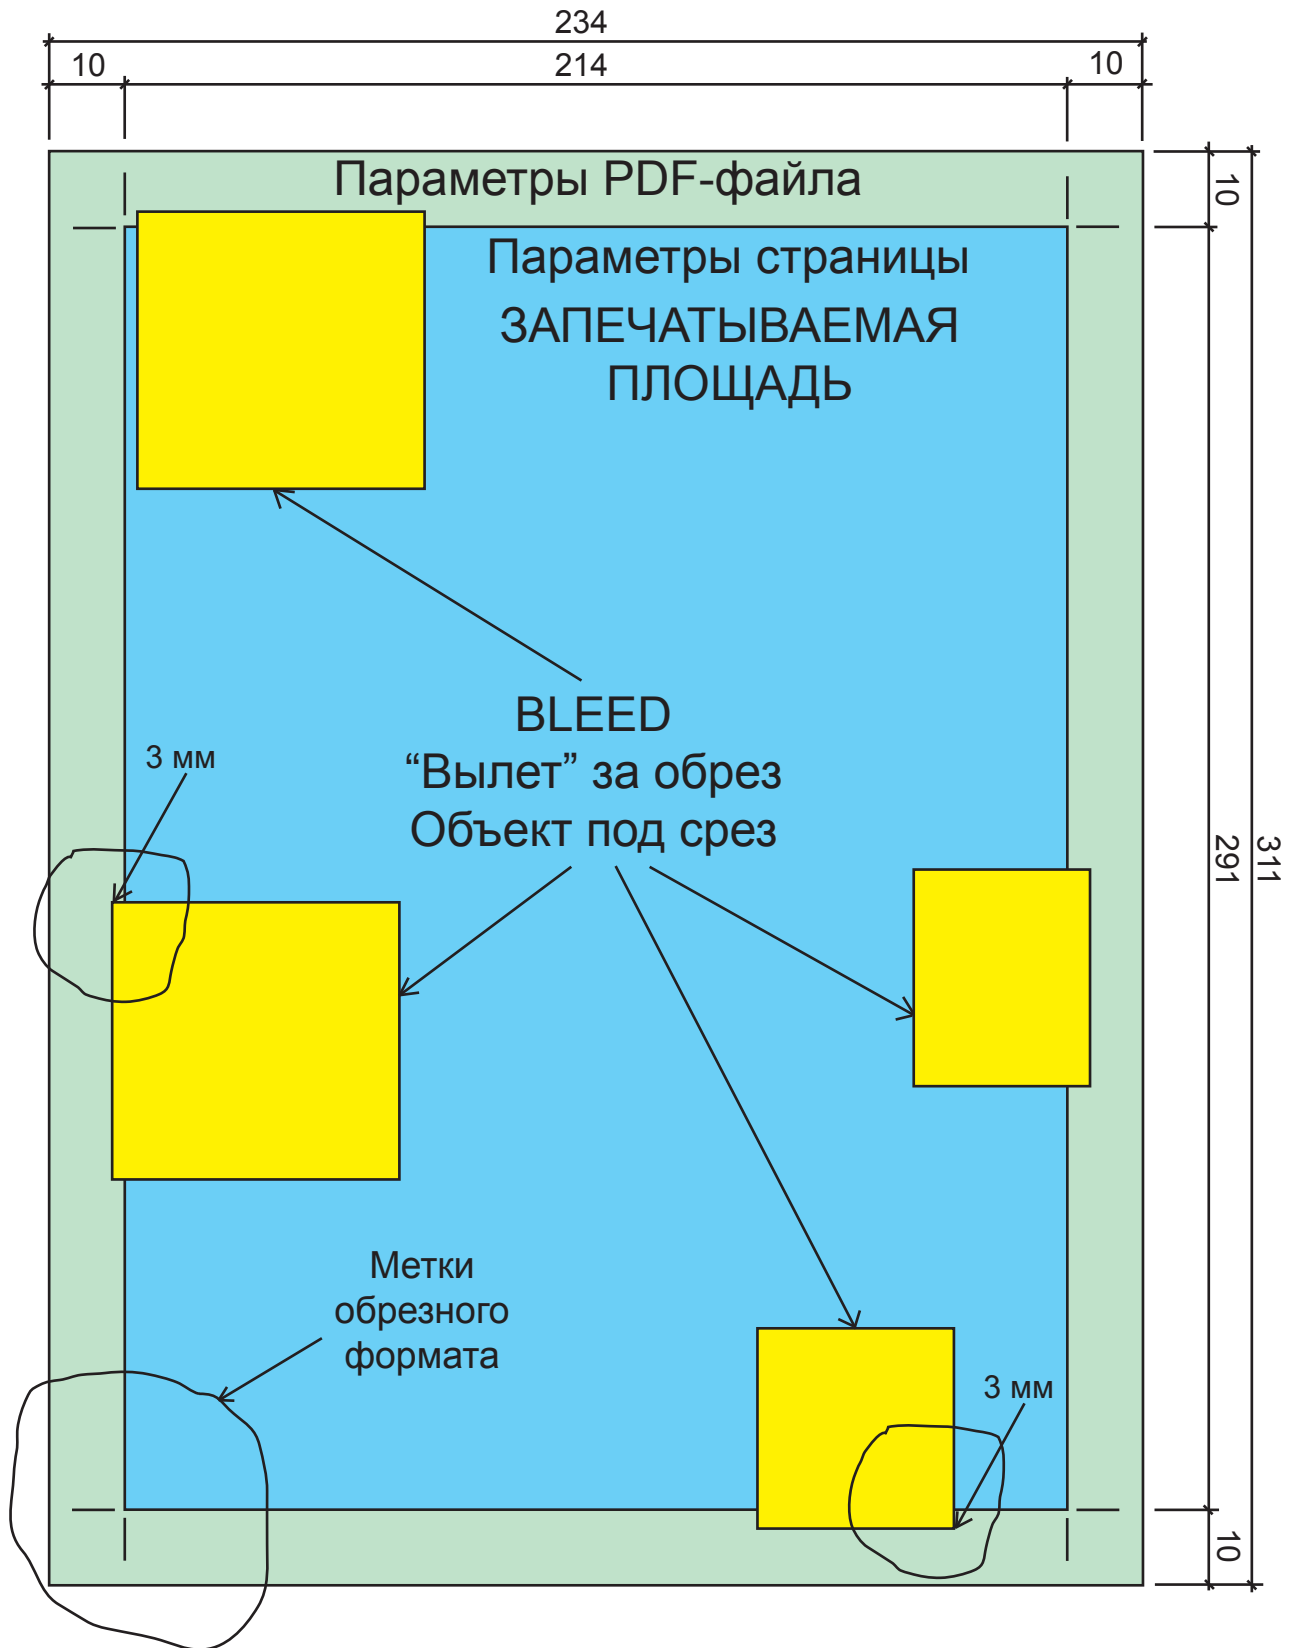 234
10
214
10
Параметры PDF-файла
10
Параметры страницы
ЗАПЕЧАТЫВАЕМАЯ
ПЛОЩАДЬ
BLEED
“Вылет” за обрез
Объект под срез
3 мм
291
311
Метки
обрезного
формата
3 мм
10